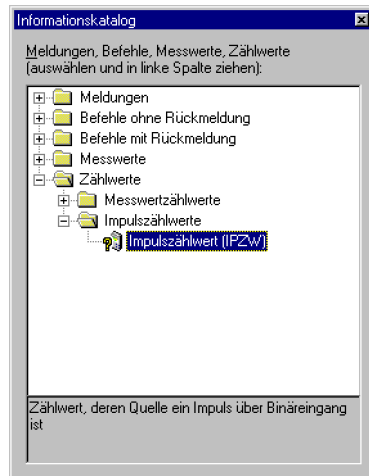 Informationskatalog
Meldungen, Befehle, Messwerte, Zählwerte
(auswählen und in linke Spalte ziehen):
Meldungen
Befehle ohne Rückmeldung
Befehle mit Rückmeldung
Messwerte
Zählwerte
Messwertzählwerte
Impulszählwerte
Impulszählwert (IPZW)
Zählwert, deren Quelle ein Impuls über Binäreingang
ist